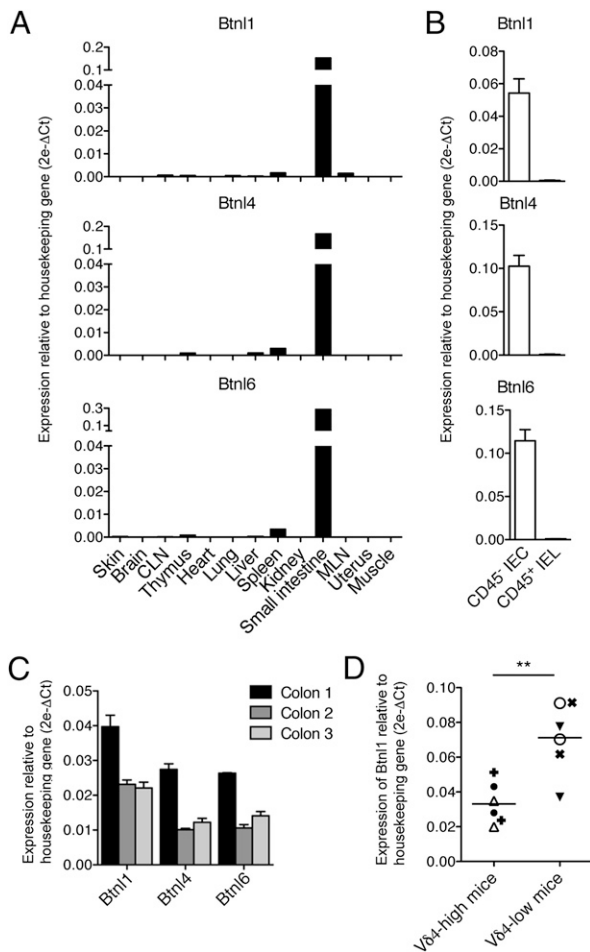 A
B
Btnl1
Btnl1
Expression relative to housekeeping gene (2e-ΔCt)
0.2
0.1
0.04
0.03
0.02
0.01
0.00
Btnl4
0.2
0.1
0.04
0.03
0.02
0.01
0.00
Btnl6
0.3
0.2
0.04
0.03
0.02
0.01
0.00
Skin
Brain
CLN
Thymus
Heart
Lung
Liver
Spleen
Kidney
Small intestine
MLN
Uterus
Muscle
Expression relative to housekeeping gene (2e-ΔCt)
0.08
0.06
0.04
0.02
0.00
Btnl4
0.15
0.10
0.05
0.00
Btnl6
0.15
0.10
0.05
0.00
CD45- IEC
CD45+ IEL
C
Expression relative to
housekeeping gene (2e-ΔCt)
0.05
0.04
0.03
0.02
0.01
0.00
Colon 1
Colon 2
Colon 3
Btnl1
Btnl4
Btnl6
D
Expression of Btnl1 relative to
housekeeping gene (2e-ΔCt)
**
0.10
0.08
0.06
0.04
0.02
0.00
Vδ4-high mice
Vδ4-low mice